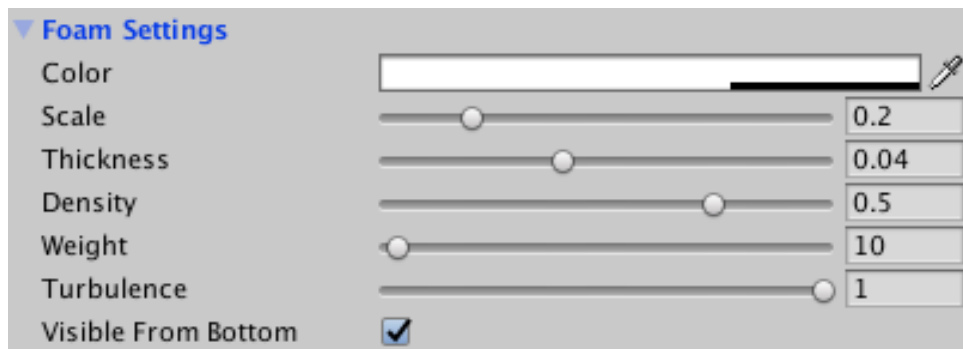 Foam Settings
Color
Scale 0.2
Thickness 0.04
Density 0.5
Weight 10
Turbulence 1
Visible From Bottom